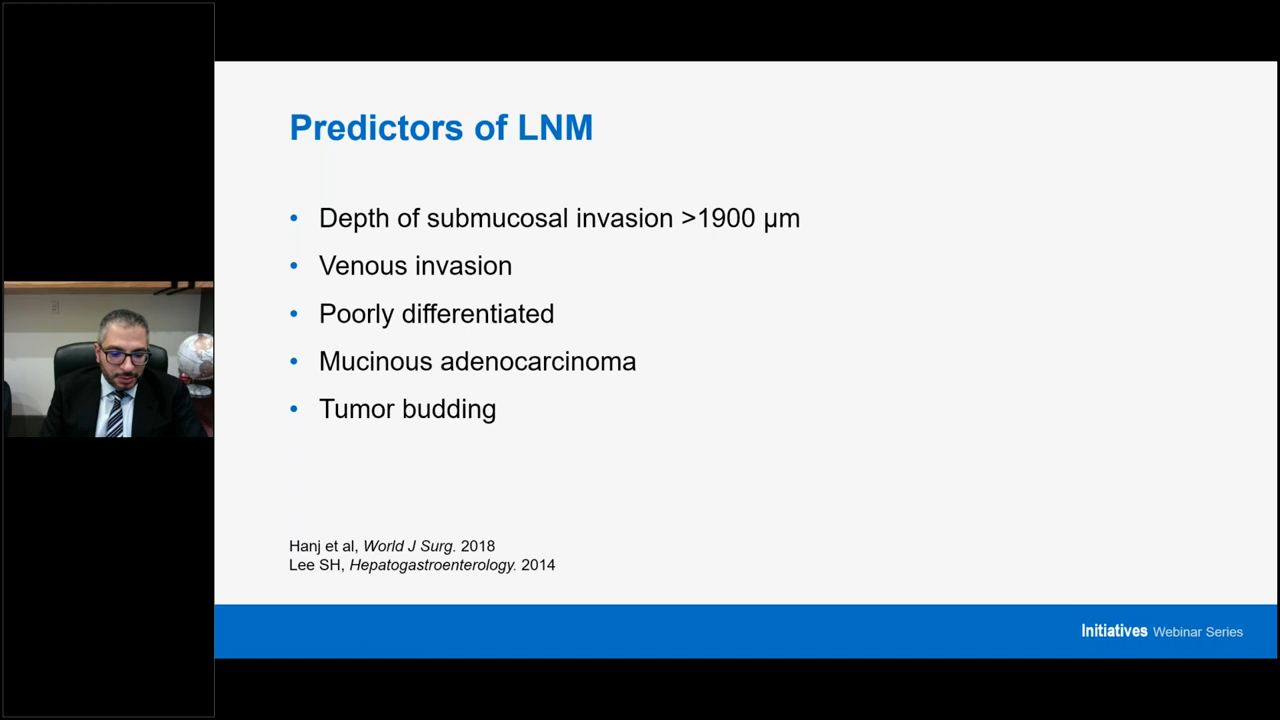 Predictors of LNM
• Depth of submucosal invasion >1900 μm
• Venous invasion
• Poorly differentiated
• Mucinous adenocarcinoma
• Tumor budding
Hanj et al, World J Surg. 2018
Lee SH, Hepatogastroenterology. 2014
Initiatives Webinar Series